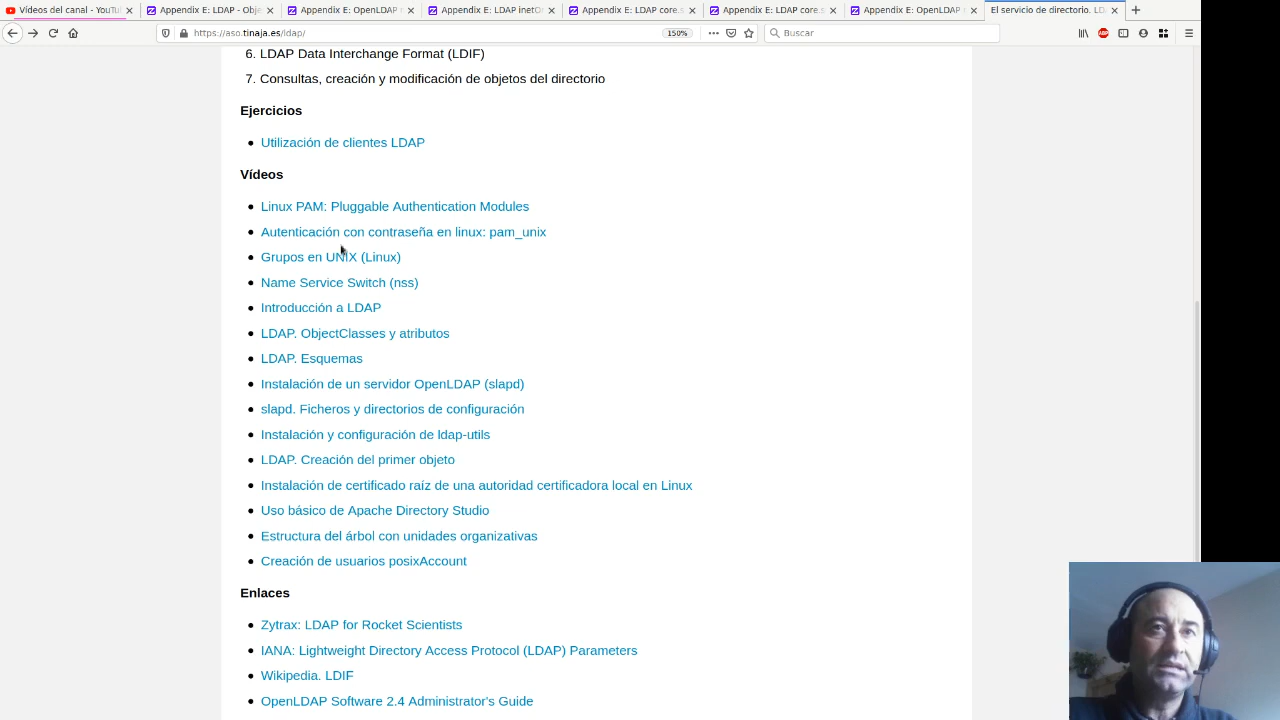 Vídeos del canal - YouTu
Appendix E: LDAP - Obje
Appendix E: OpenLDAP
Appendix E: LDAP inetOr
Appendix E: LDAP core.s
Appendix E: LDAP core.s
Appendix E: OpenLDAP s
El servicio de directorio. LD
https://aso.tinaja.es/ldap/
150%
Buscar
6. LDAP Data Interchange Format (LDIF)
7. Consultas, creación y modificación de objetos del directorio
Ejercicios
Utilización de clientes LDAP
Vídeos
Linux PAM: Pluggable Authentication Modules
Autenticación con contraseña en linux: pam_unix
Grupos en UNIX (Linux)
Name Service Switch (nss)
Introducción a LDAP
LDAP. ObjectClasses y atributos
LDAP. Esquemas
Instalación de un servidor OpenLDAP (slapd)
slapd. Ficheros y directorios de configuración
Instalación y configuración de ldap-utils
LDAP. Creación del primer objeto
Instalación de certificado raíz de una autoridad certificadora local en Linux
Uso básico de Apache Directory Studio
Estructura del árbol con unidades organizativas
Creación de usuarios posixAccount
Enlaces
Zytrax: LDAP for Rocket Scientists
IANA: Lightweight Directory Access Protocol (LDAP) Parameters
Wikipedia. LDIF
OpenLDAP Software 2.4 Administrator's Guide